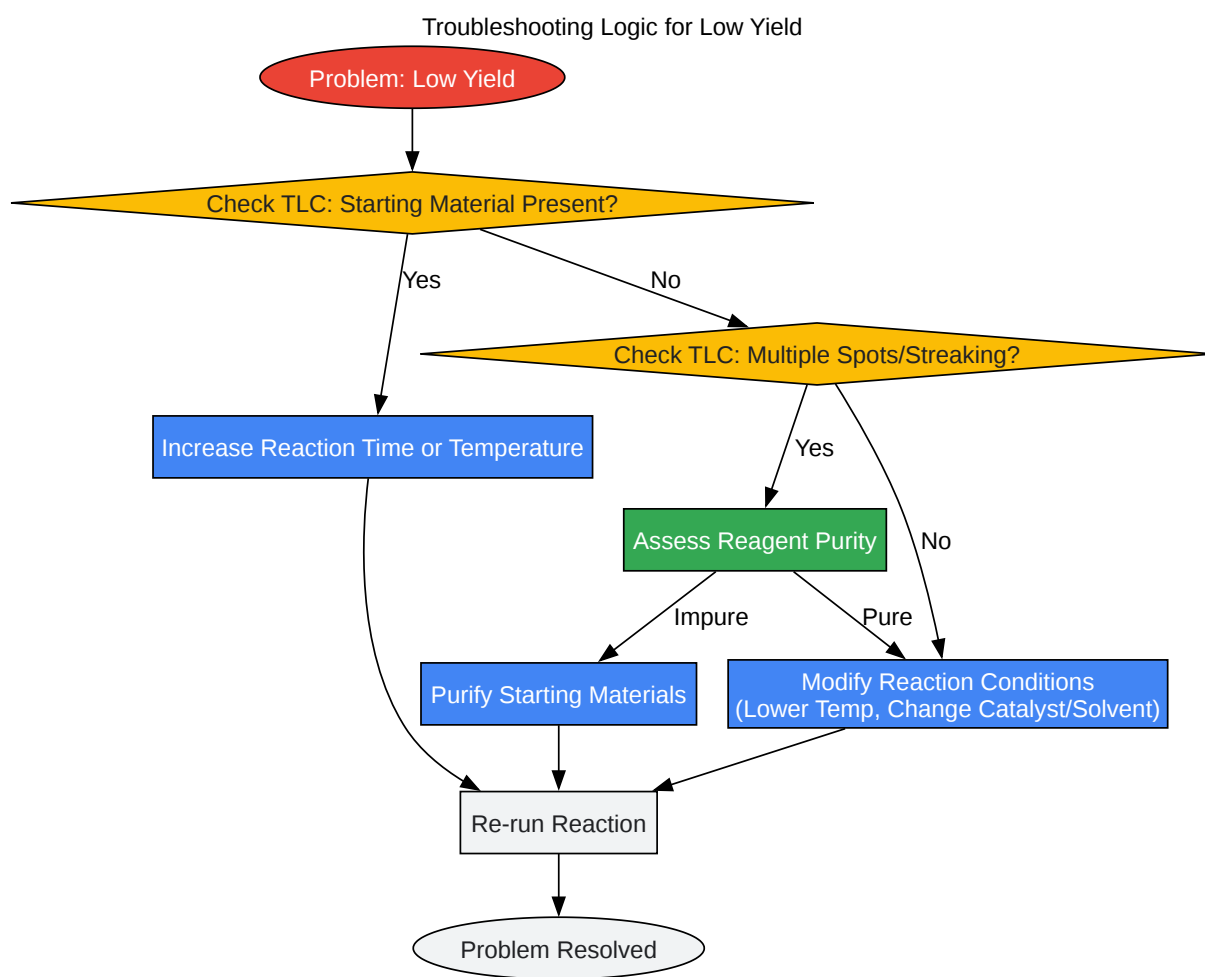 Troubleshooting Logic for Low Yield
Problem: Low Yield
Check TLC: Starting Material Present?
Yes
No
Check TLC: Multiple Spots/Streaking?
Increase Reaction Time or Temperature
Yes
Assess Reagent Purity
No
Impure
Pure
Purify Starting Materials
Modify Reaction Conditions
(Lower Temp, Change Catalyst/Solvent)
Re-run Reaction
Problem Resolved